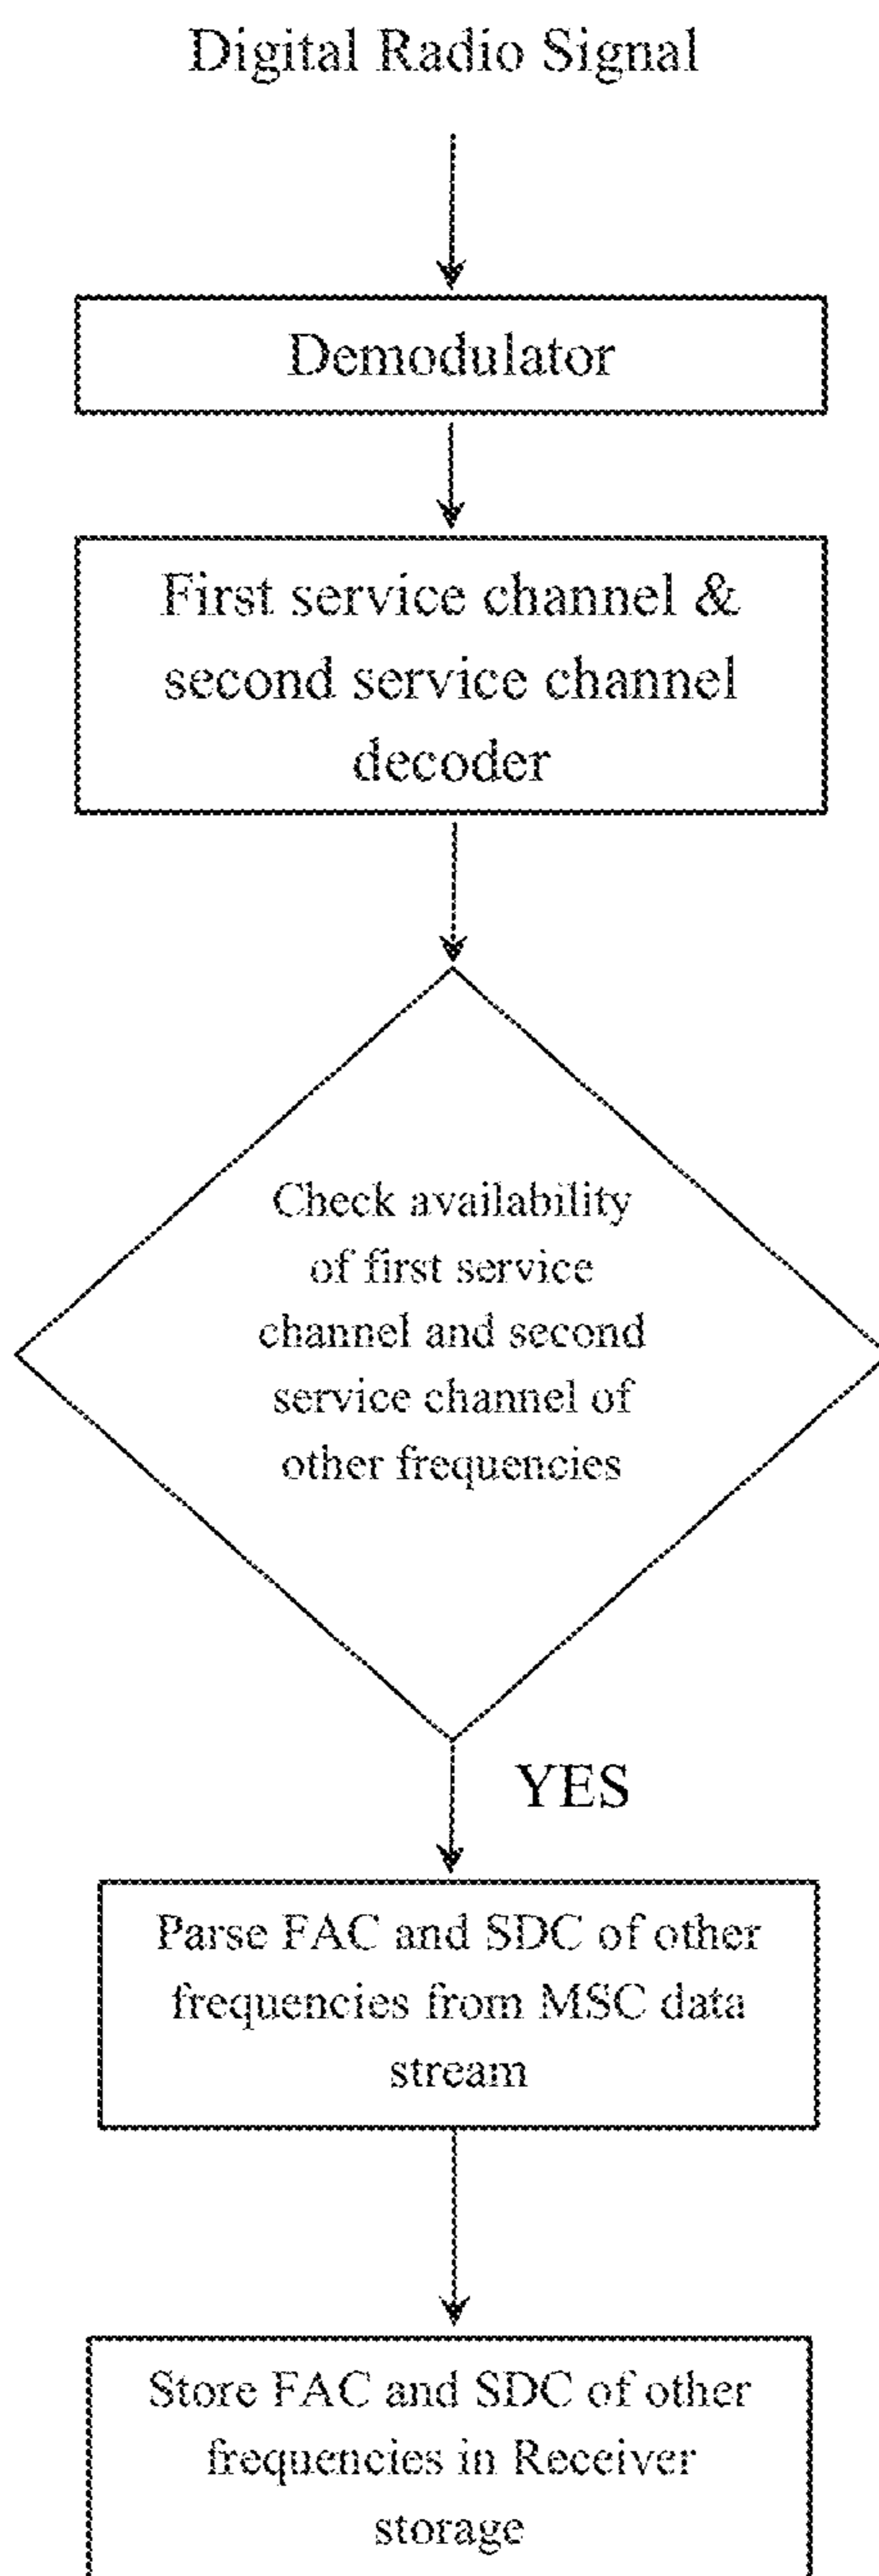 Digital Radio Signal
Demodulator
First service channel &
second service channel
decoder
Check availability
of first service
channel and second
service channel of
other frequencies
YES
Parse FAC and SDC of other
frequencies from MSC data
stream
Store FAC and SDC of other
frequencies in Receiver
storage